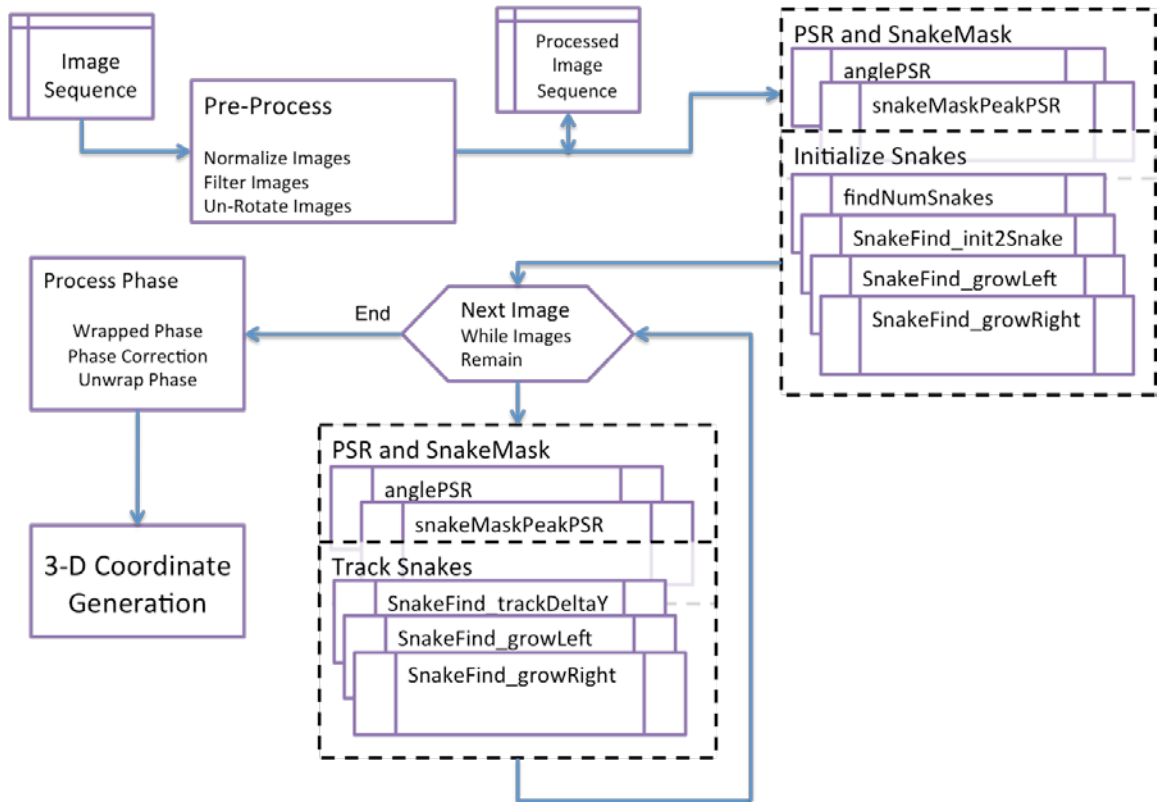 Image
Sequence
Pre-Process
Normalize Images
Filter Images
Un-Rotate Images
Processed
Image
Sequence
PSR and SnakeMask
anglePSR
snakeMaskPeakPSR
Initialize Snakes
findNumSnakes
SnakeFind_init2Snake
SnakeFind_growLeft
SnakeFind_growRight
Next Image
While Images
Remain
End
Process Phase
Wrapped Phase
Phase Correction
Unwrap Phase
3-D Coordinate
Generation
PSR and SnakeMask
anglePSR
snakeMaskPeakPSR
Track Snakes
SnakeFind_trackDeltaY
SnakeFind_growLeft
SnakeFind_growRight